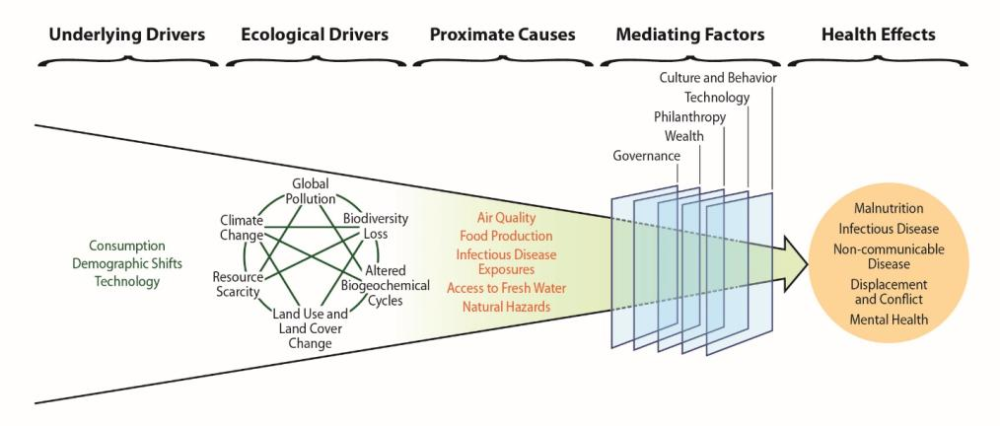 Underlying Drivers
Ecological Drivers
Proximate Causes
Mediating Factors
Health Effects
Consumption
Demographic Shifts
Technology
Global
Pollution
Climate
Change
Biodiversity
Loss
Resource
Scarcity
Altered
Biogeochemical
Cycles
Land Use and
Land Cover
Change
Air Quality
Food Production
Infectious Disease
Exposures
Access to Fresh Water
Natural Hazards
Culture and Behavior
Technology
Philanthropy
Wealth
Governance
Malnutrition
Infectious Disease
Non-communicable
Disease
Displacement
and Conflict
Mental Health